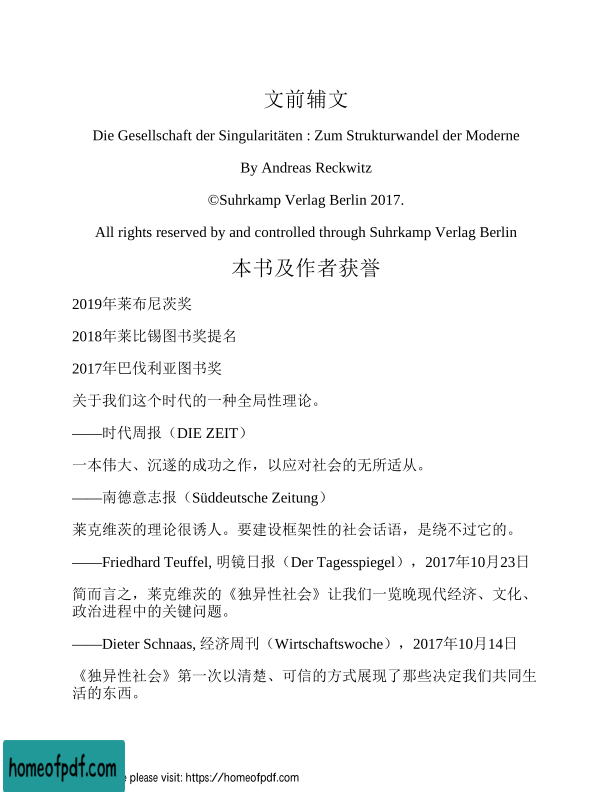 文前辅文
Die Gesellschaft der Singularitäten : Zum Strukturwandel der Moderne
By Andreas Reckwitz
©Suhrkamp Verlag Berlin 2017.
All rights reserved by and controlled through Suhrkamp Verlag Berlin
本书及作者获誉
2019年莱布尼茨奖
2018年莱比锡图书奖提名
2017年巴伐利亚图书奖
关于我们这个时代的一种全局性理论。
——时代周报（DIE ZEIT）
一本伟大、沉邃的成功之作，以应对社会的无所适从。
——南德意志报（Süddeutsche Zeitung）
莱克维茨的理论很诱人。要建设框架性的社会话语，是绕不过它的。
——Friedhard Teuffel, 明镜日报（Der Tagesspiegel），2017年10月23日
简而言之，莱克维茨的《独异性社会》让我们一览晚现代经济、文化、
政治进程中的关键问题。
——Dieter Schnaas, 经济周刊（Wirtschaftswoche），2017年10月14日
《独异性社会》第一次以清楚、可信的方式展现了那些决定我们共同生
活的东西。
homeofpdf.com
e please visit: https://homeofpdf.com